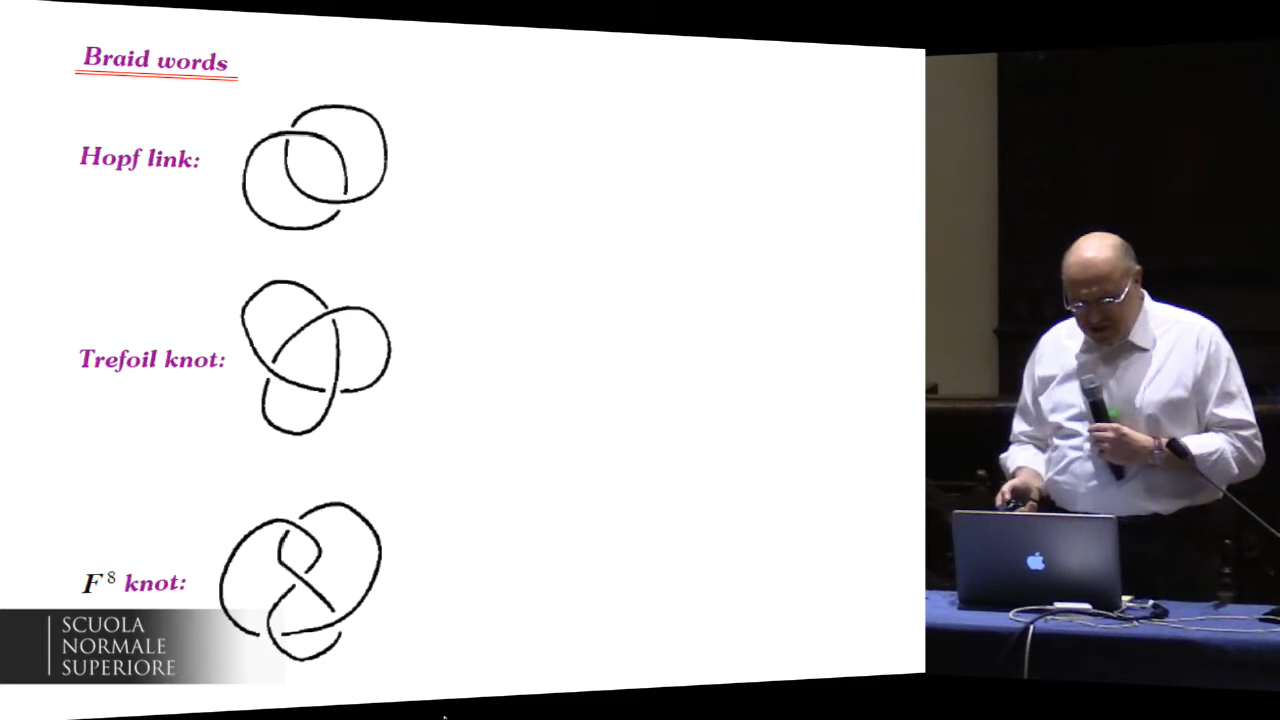 Braid words
Hopf link:
Trefoil knot:
F⁸ knot:
SCUOLA
NORMALE
SUPERIORE